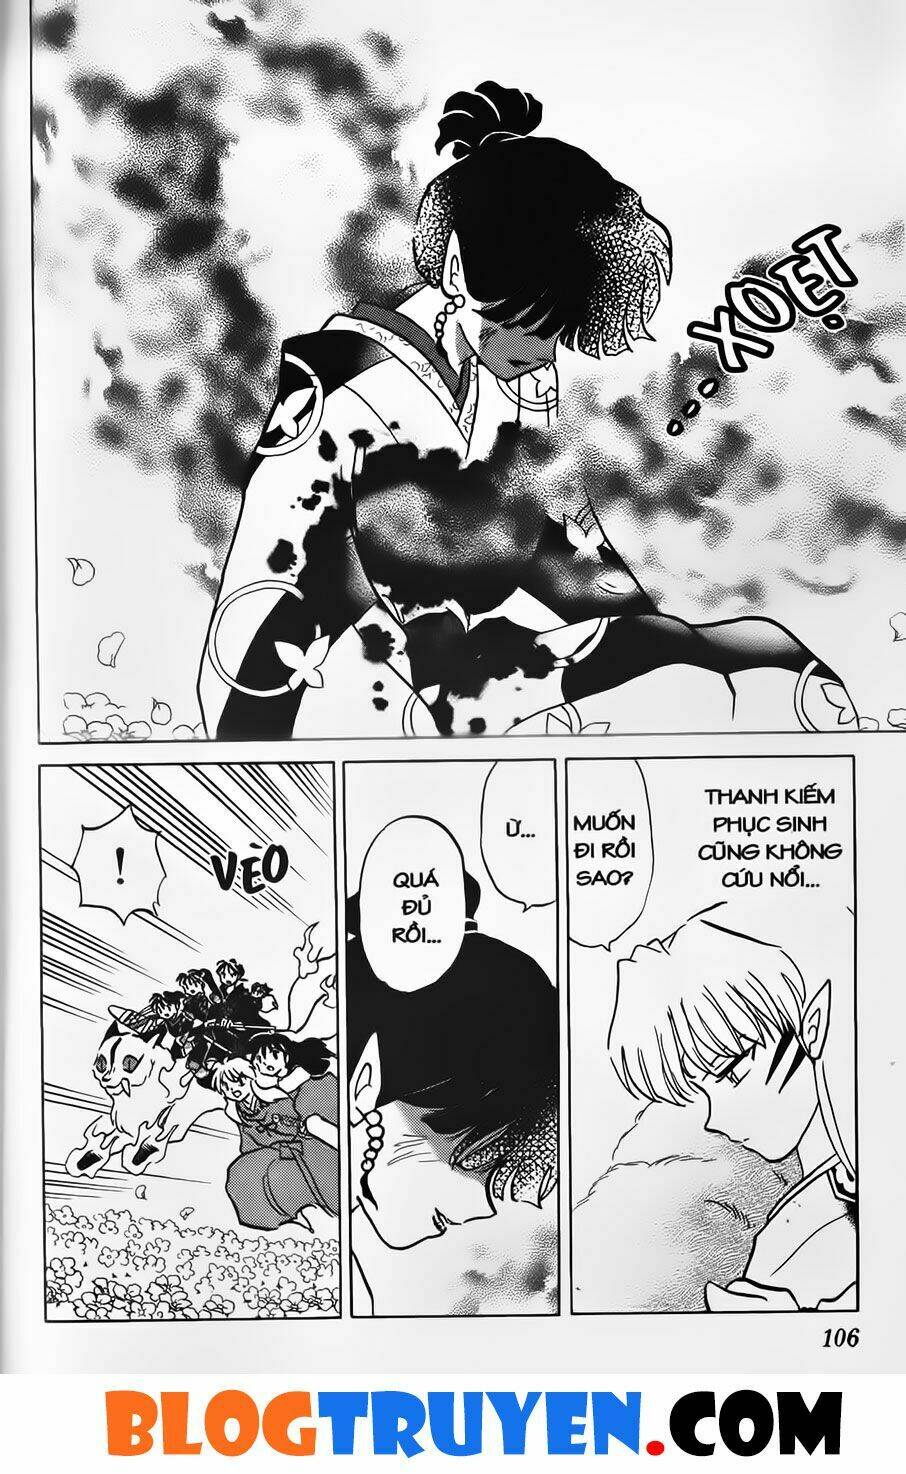 ...XOẸT
THANH KIẾM
PHỤC SINH
CŨNG KHÔNG
CỨU NỔI...
MUỐN
ĐI RỒI
SAO?
Ừ...
QUÁ
ĐỦ
RỒI...
VÈO
!
106
BLOGTRUYEN.COM